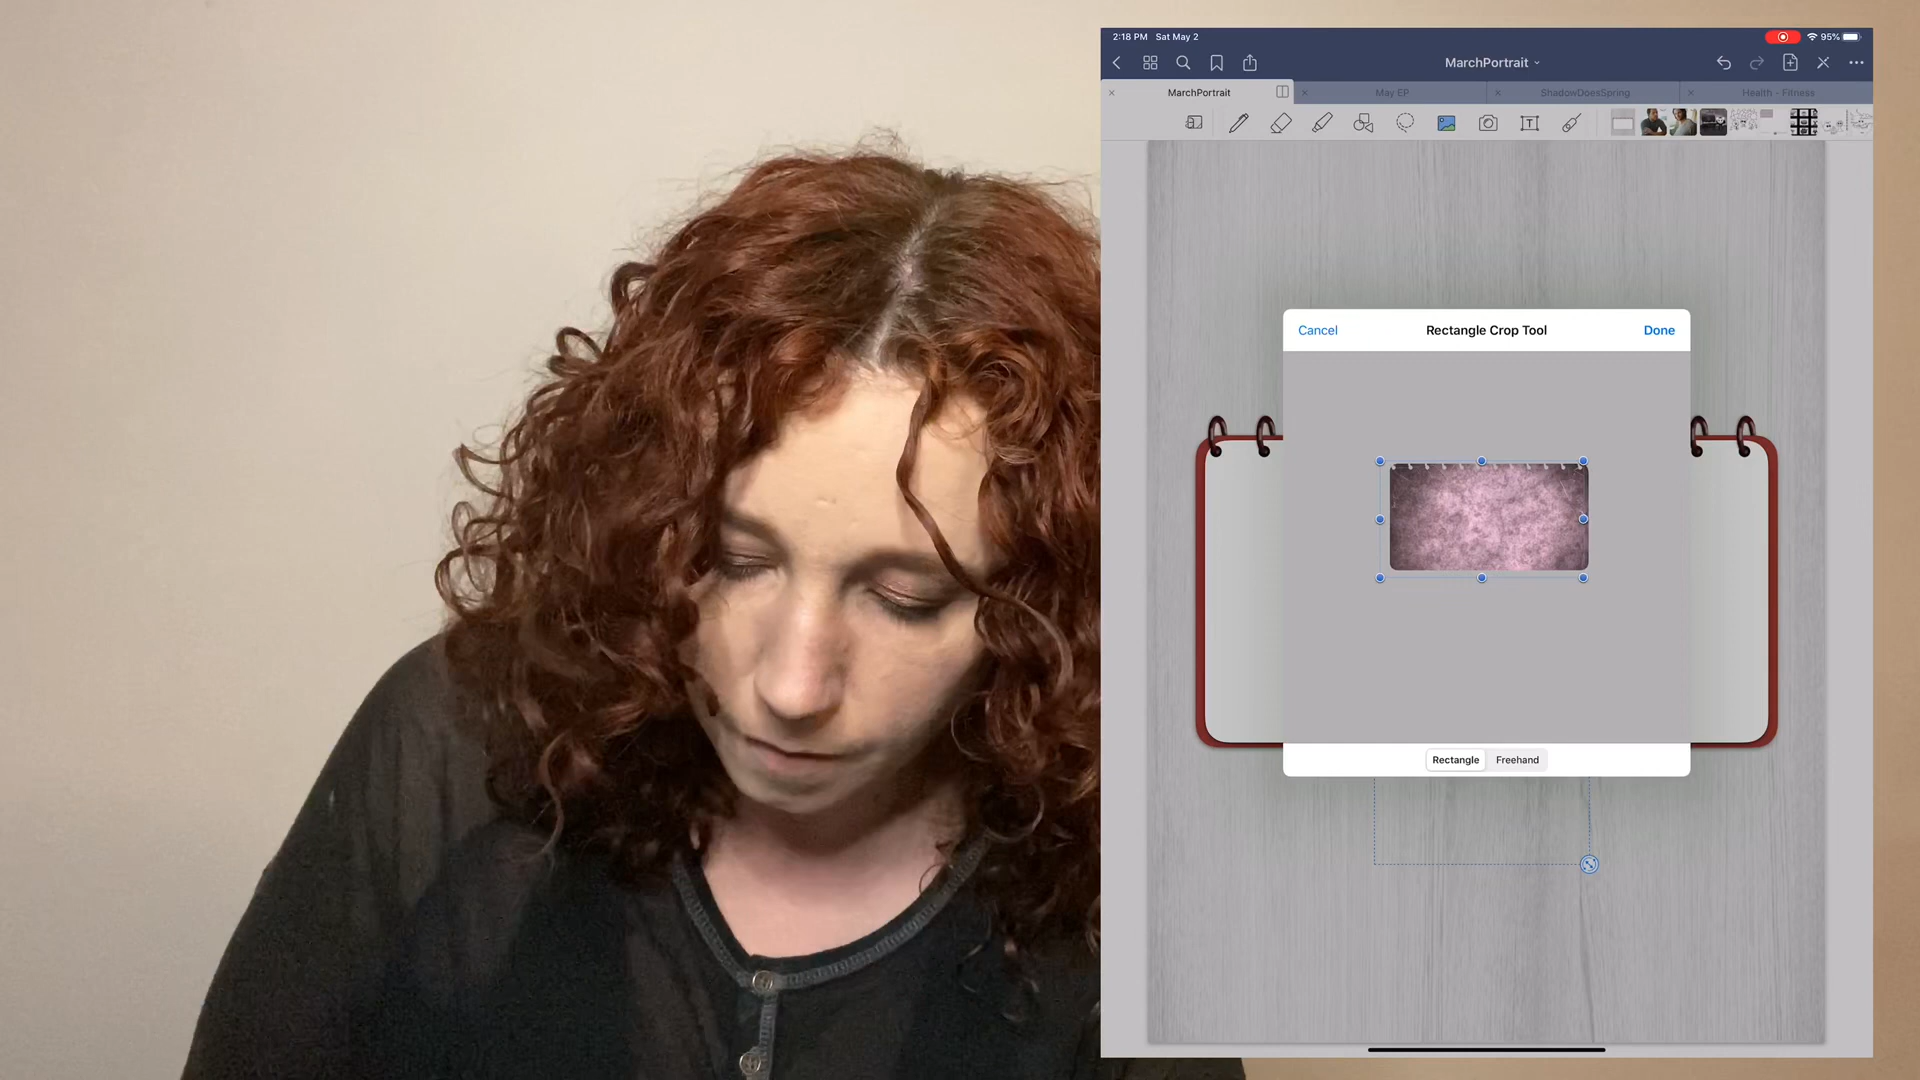 2:18 PM Sat May 2
95%
MarchPortrait
MarchPortrait
May EP
ShadowDoesSpring
Health - Fitness
T
Cancel
Rectangle Crop Tool
Done
Rectangle
Freehand